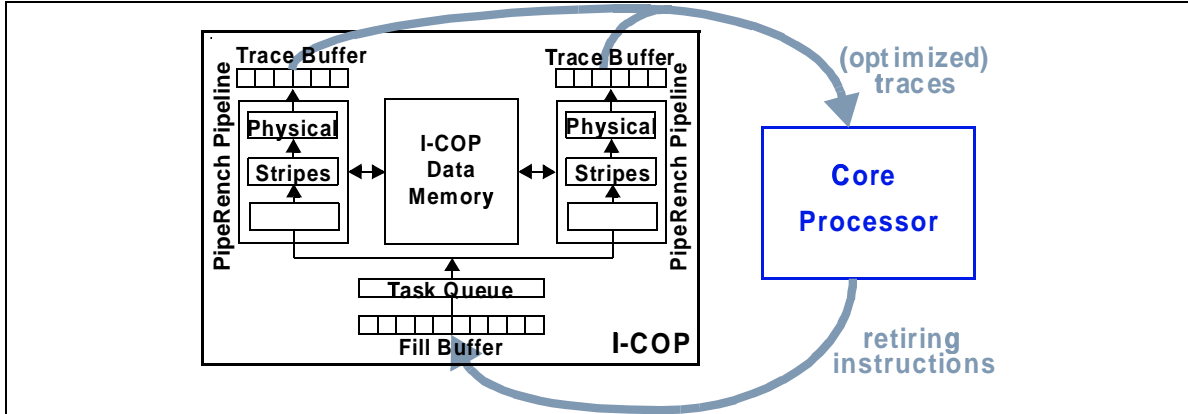 Trace Buffer
Trace Buffer
(optimized)
traces
PipeRench Pipeline
Physical
Stripes
I-COP
Data
Memory
Physical
Stripes
PipeRench Pipeline
Core
Processor
Task Queue
Fill Buffer
I-COP
retiring
instructions